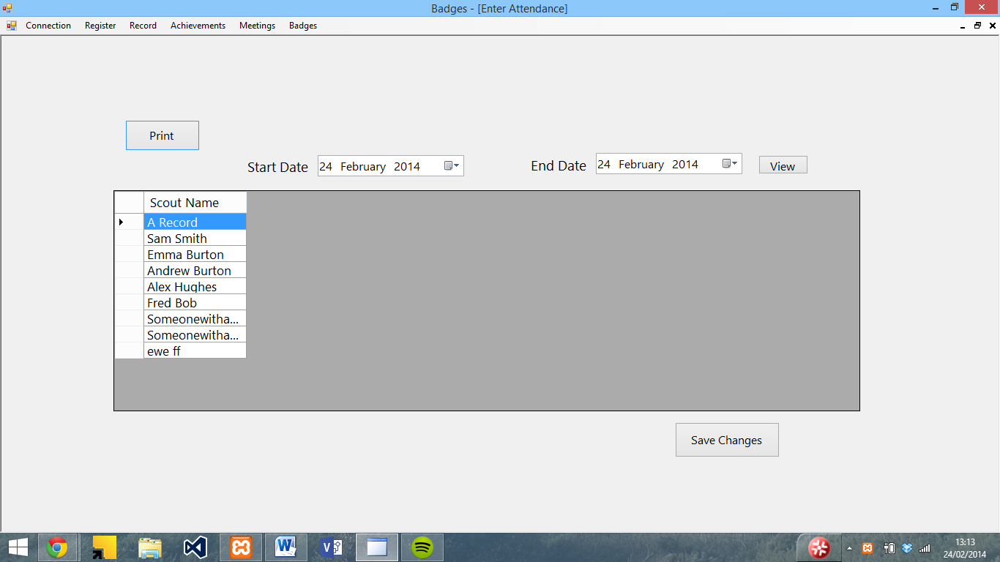 Badges - [Enter Attendance]
Connection Register Record Achievements Meetings Badges
Print
Start Date 24 February 2014 End Date 24 February 2014 View
Scout Name
A Record
Sam Smith
Emma Burton
Andrew Burton
Alex Hughes
Fred Bob
Someonewitha...
Someonewitha...
ewe ff
Save Changes
13:13
24/02/2014